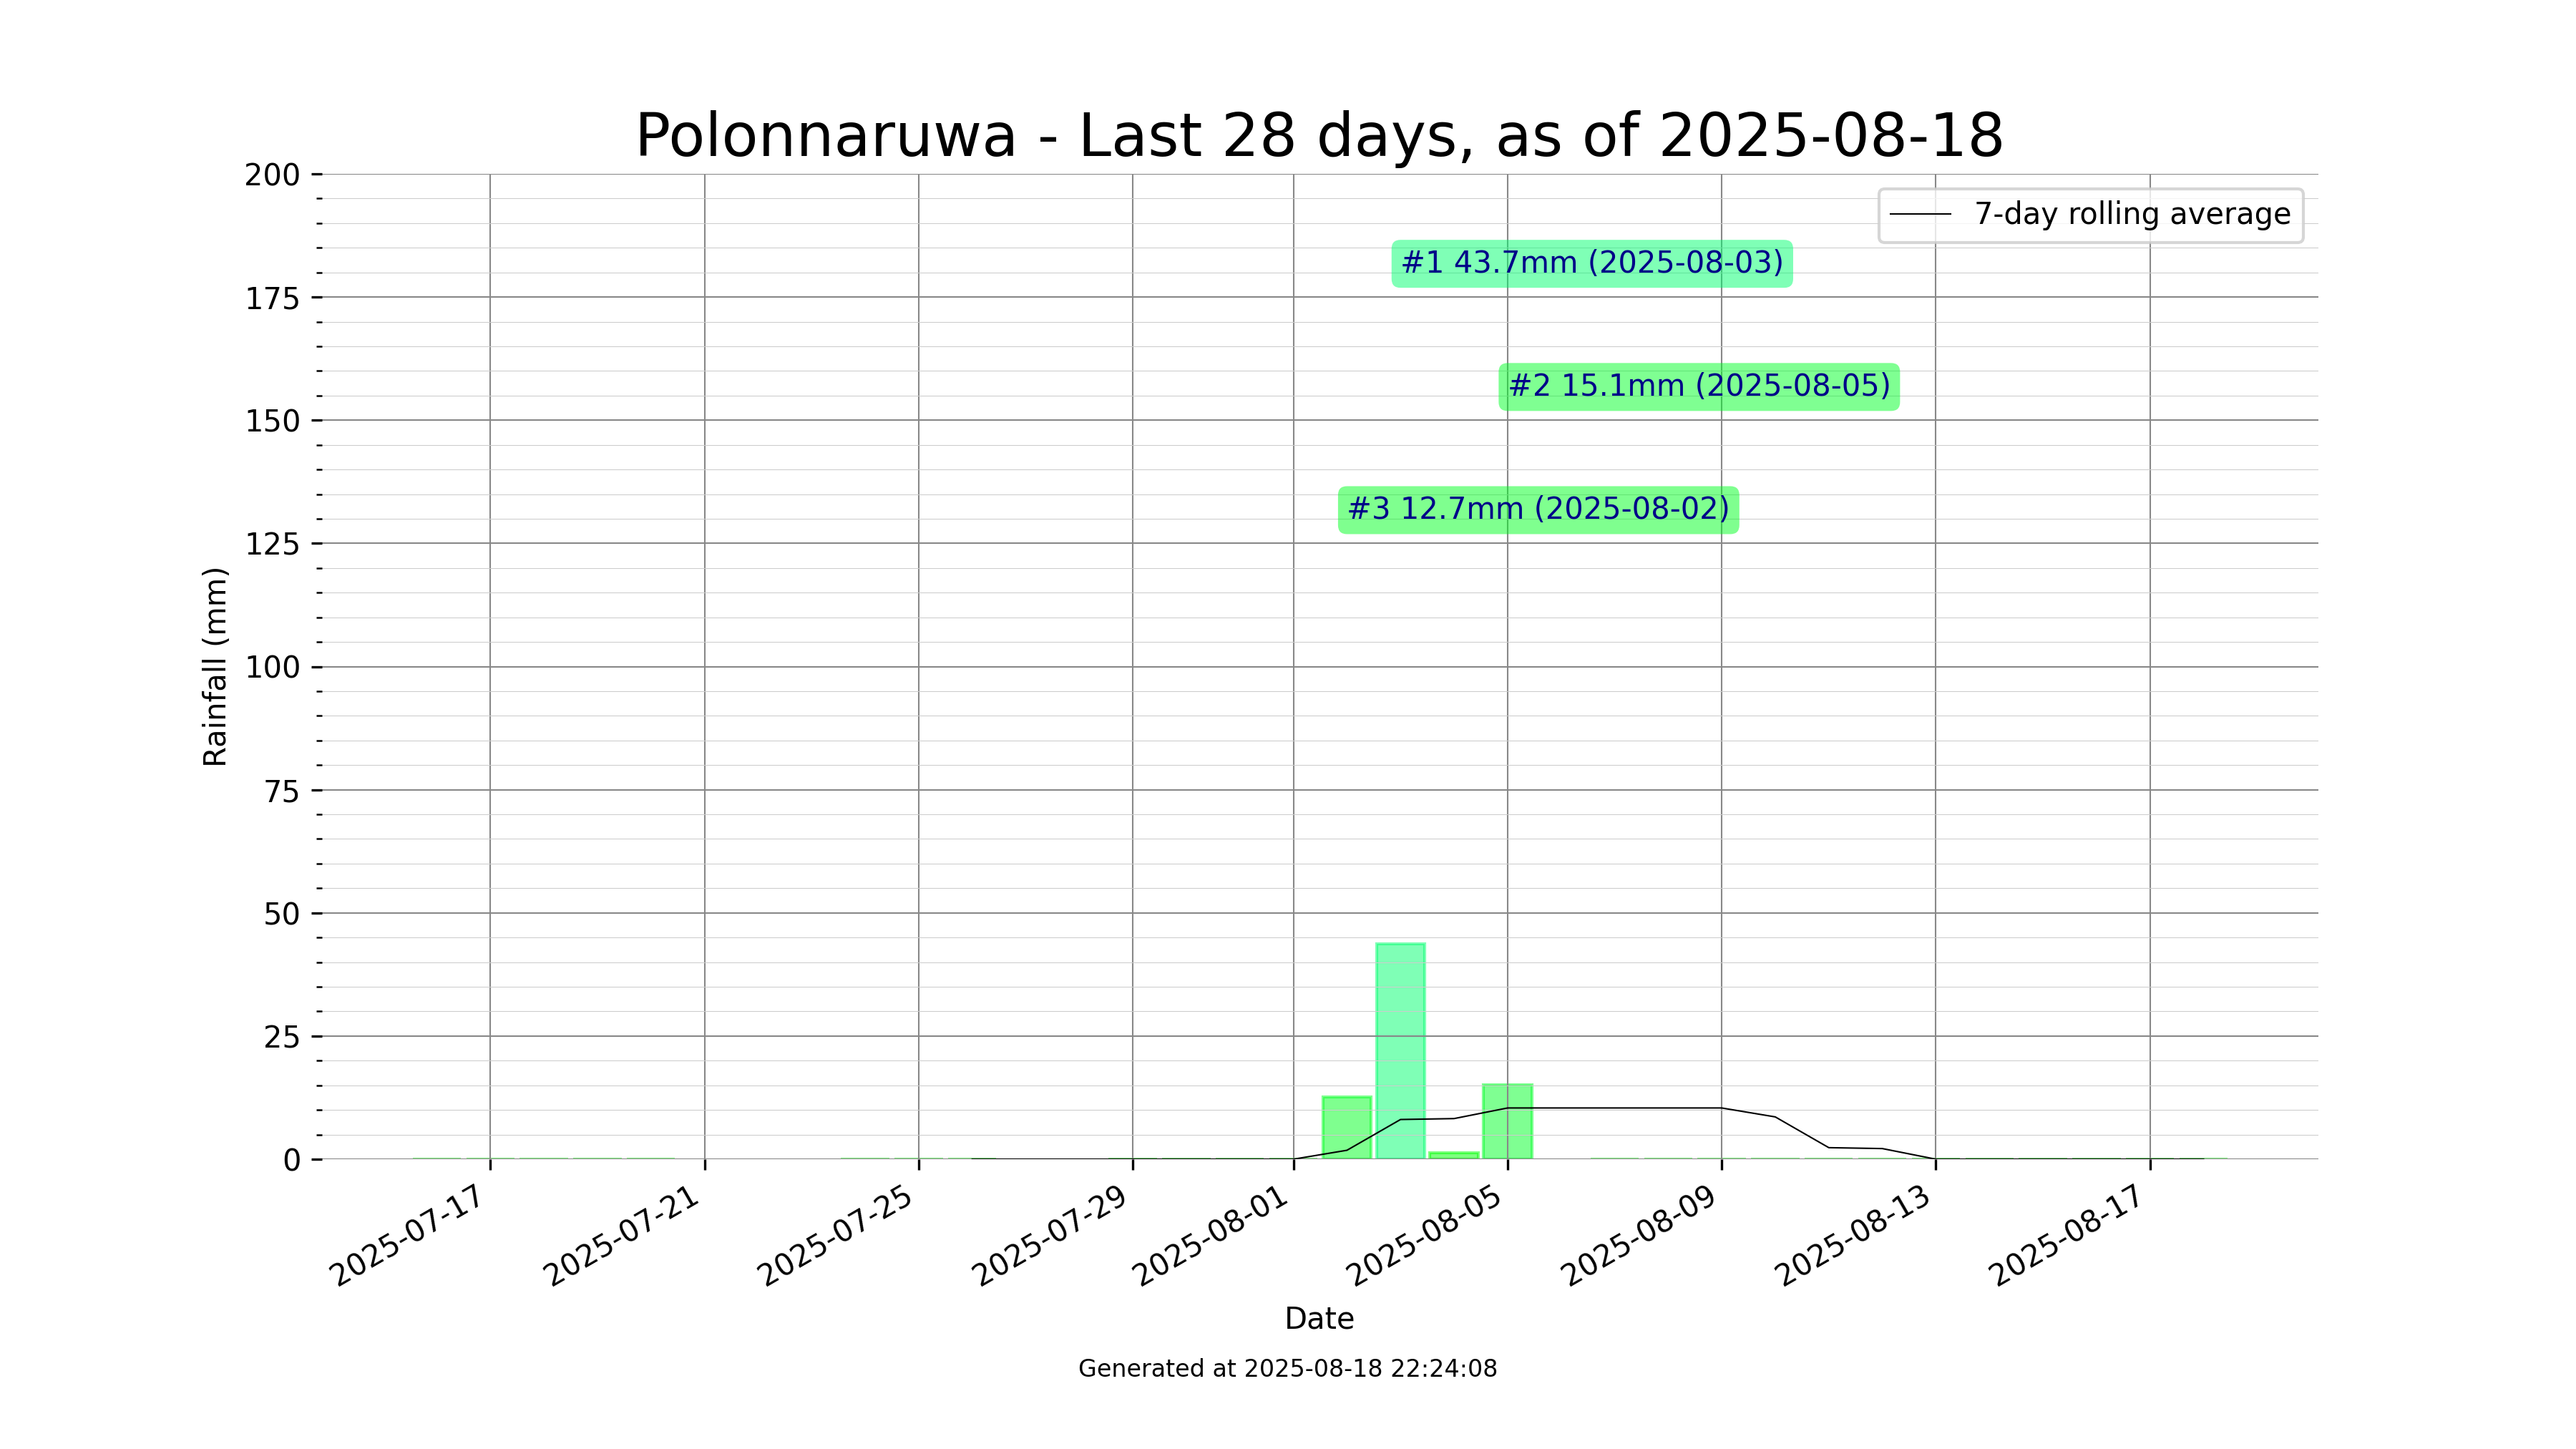 Polonnaruwa - Last 28 days, as of 2025-08-18
200
175
150
125
100
75
50
25
0
Rainfall (mm)
7-day rolling average
#1 43.7mm (2025-08-03)
#2 15.1mm (2025-08-05)
#3 12.7mm (2025-08-02)
2025-07-17
2025-07-21
2025-07-25
2025-07-29
2025-08-01
2025-08-05
2025-08-09
2025-08-13
2025-08-17
Date
Generated at 2025-08-18 22:24:08